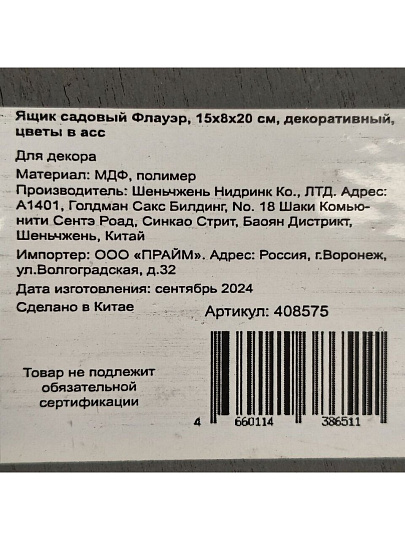 Ящик садовый Флауэр, 15х8х20 см, декоративный,
цветы в асс
Для декора
Материал: МДФ, полимер
Производитель: Шеньчжень Нидринк Ко., ЛТД. Адрес:
А1401, Голдман Сакс Билдинг, No. 18 Шаки Комью-
нити Сентэ Роад, Синкао Стрит, Баоян Дистрикт,
Шеньчжень, Китай
Импортер: ООО «ПРАЙМ». Адрес: Россия, г.Воронеж,
ул.Волгоградская, д.32
Дата изготовления: сентябрь 2024
Сделано в Китае
Артикул: 408575
Товар не подлежит
обязательной
сертификации
4 660114 386511